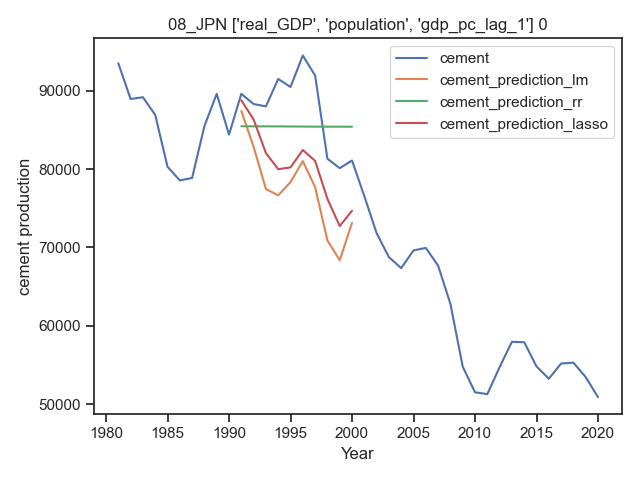 08_JPN ['real_GDP', 'population', 'gdp_pc_lag_1'] 0
cement
cement_prediction_lm
cement_prediction_rr
cement_prediction_lasso
90000
80000
70000
60000
50000
cement production
1980 1985 1990 1995 2000 2005 2010 2015 2020
Year